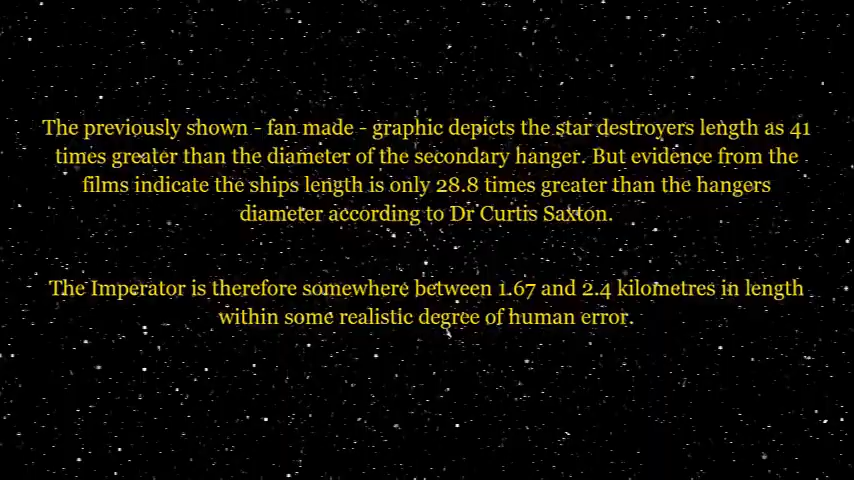 The previously shown - fan made - graphic depicts the star destroyers length as 41
times greater than the diameter of the secondary hanger. But evidence from the
films indicate the ships length is only 28.8 times greater than the hangers
diameter according to Dr Curtis Saxton.
The Imperator is therefore somewhere between 1.67 and 2.4 kilometres in length
within some realistic degree of human error.